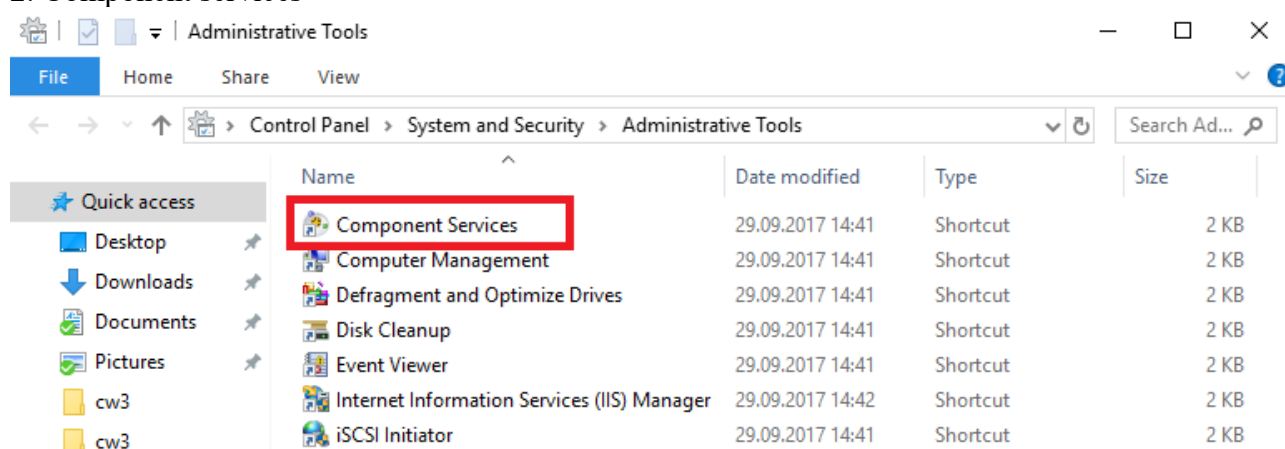 2. Component services
Administrative Tools
File Home Share View
Control Panel > System and Security > Administrative Tools Search Ad...
Name Date modified Type Size
Quick access
Component Services 29.09.2017 14:41 Shortcut 2 KB
Desktop
Computer Management 29.09.2017 14:41 Shortcut 2 KB
Downloads
Defragment and Optimize Drives 29.09.2017 14:41 Shortcut 2 KB
Documents
Disk Cleanup 29.09.2017 14:41 Shortcut 2 KB
Pictures
Event Viewer 29.09.2017 14:41 Shortcut 2 KB
cw3
Internet Information Services (IIS) Manager 29.09.2017 14:42 Shortcut 2 KB
cw3
iSCSI Initiator 29.09.2017 14:41 Shortcut 2 KB